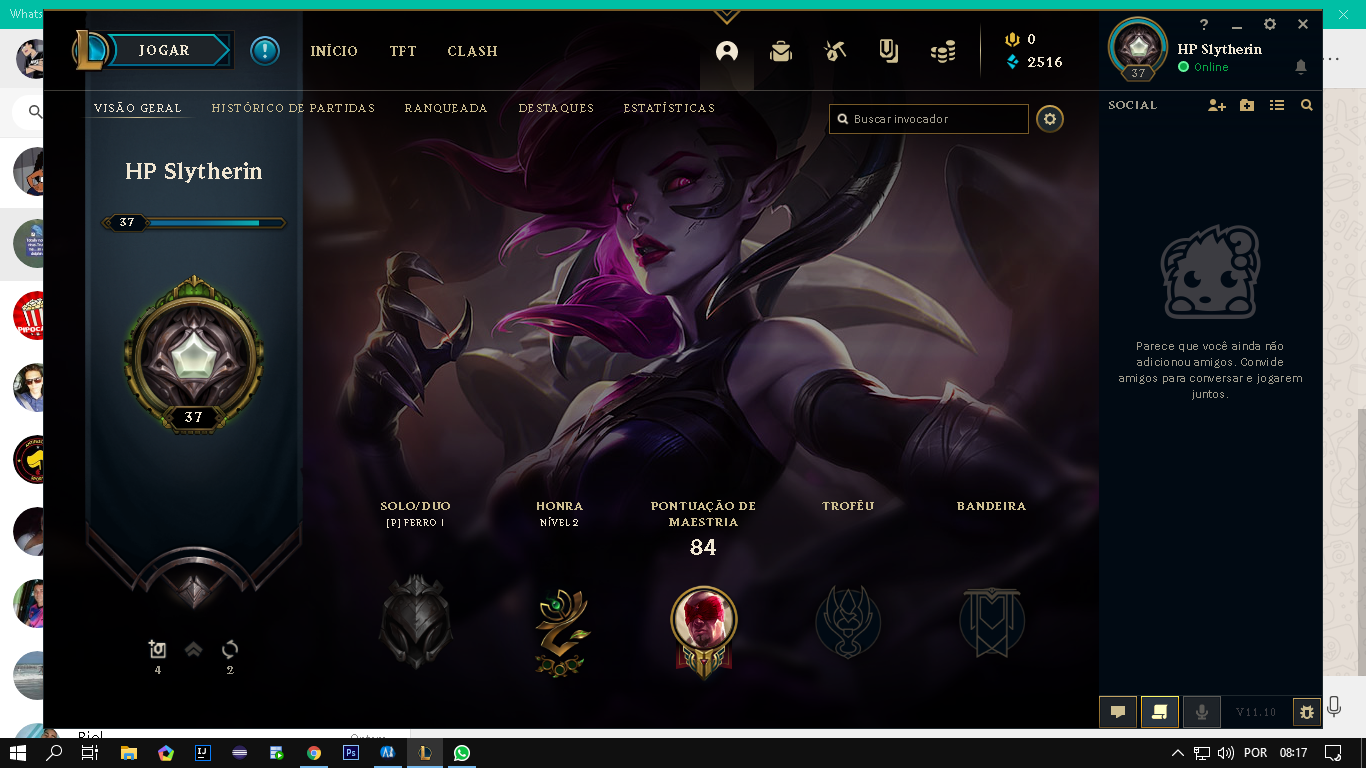 Whats
JOGAR
INÍCIO
TFT
CLASH
0
2516
37
HP Slytherin
Online
VISÃO GERAL
HISTÓRICO DE PARTIDAS
RANQUEADA
DESTAQUES
ESTATÍSTICAS
Buscar invocador
SOCIAL
HP Slytherin
37
37
Parece que você ainda não
adicionou amigos. Convide
amigos para conversar e jogarem
juntos.
SOLO/DUO
[P] FERRO I
HONRA
NÍVEL 2
PONTUAÇÃO DE
MAESTRIA
84
TROFÉU
BANDEIRA
4
2
V11.10
POR
08:17